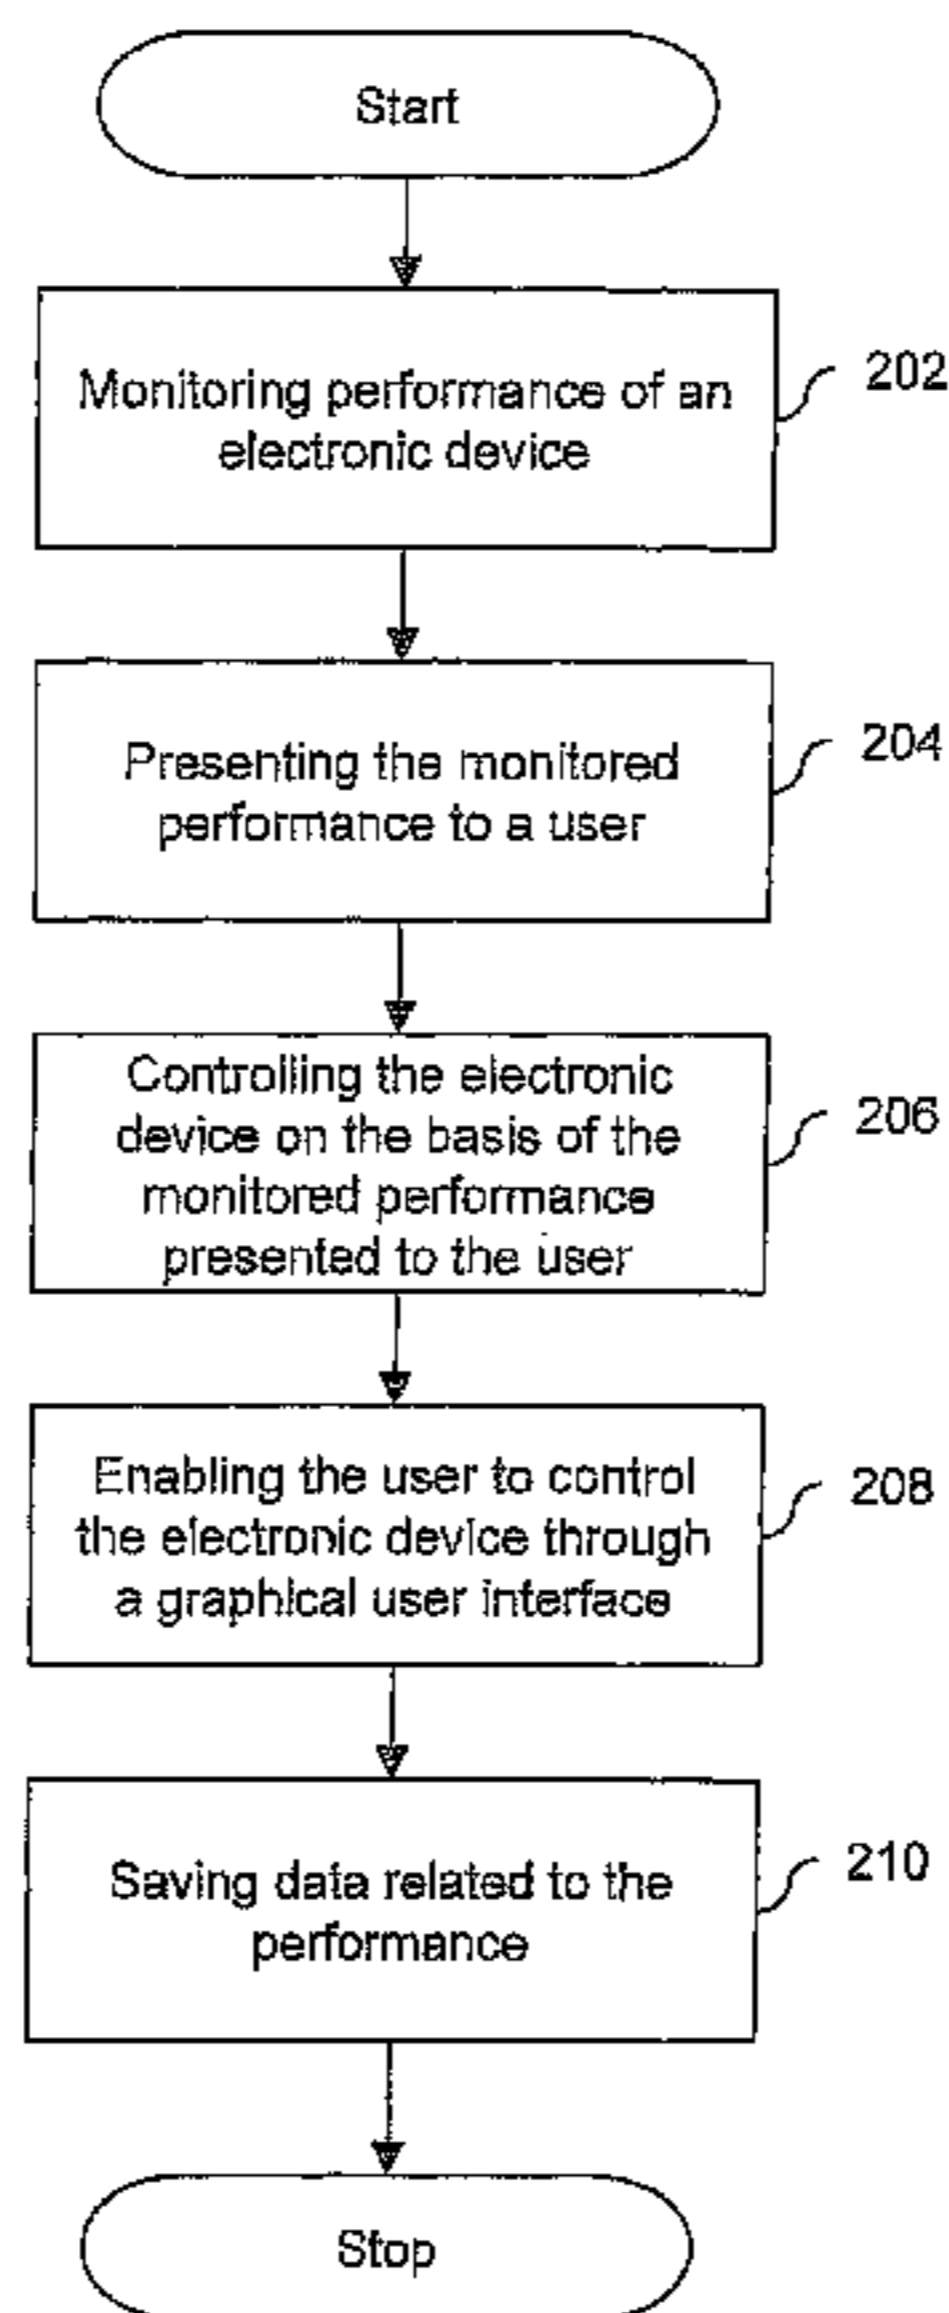 Start
Monitoring performance of an
electronic device
202
Presenting the monitored
performance to a user
204
Controlling the electronic
device on the basis of the
monitored performance
presented to the user
206
Enabling the user to control
the electronic device through
a graphical user interface
208
Saving data related to the
performance
210
Stop